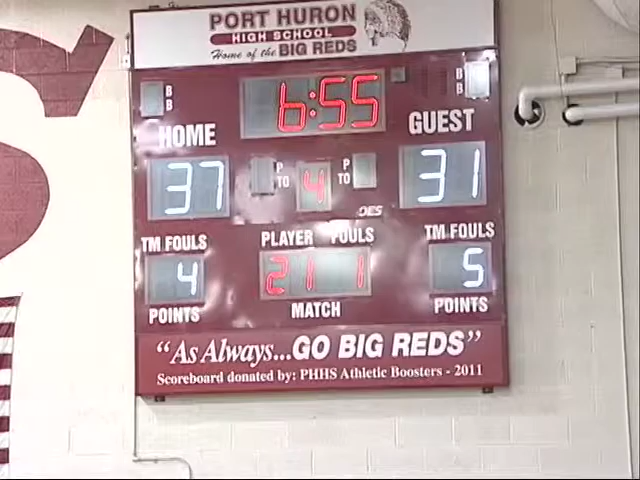 PORT HURON
HIGH SCHOOL
Home of the BIG REDS
B B
6:55
B B
HOME
GUEST
37
P TO
4
P TO
31
OES
TM FOULS
PLAYER FOULS
TM FOULS
4
21 1 1
5
POINTS
MATCH
POINTS
"As Always...GO BIG REDS"
Scoreboard donated by: PHHS Athletic Boosters - 2011